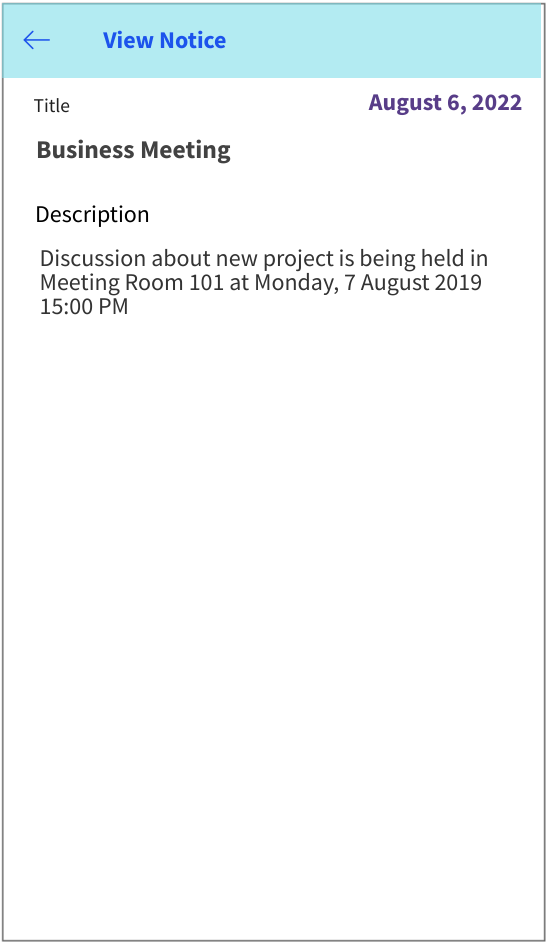 View Notice
Title
August 6, 2022
Business Meeting
Description
Discussion about new project is being held in
Meeting Room 101 at Monday, 7 August 2019
15:00 PM